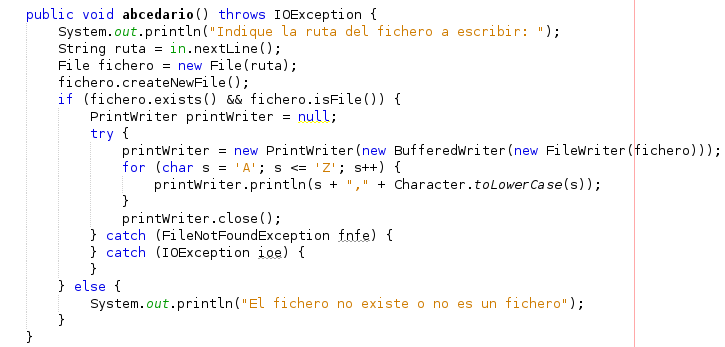 public void abcedario() throws IOException {
System.out.println("Indique la ruta del fichero a escribir: ");
String ruta = in.nextLine();
File fichero = new File(ruta);
fichero.createNewFile();
if (fichero.exists() && fichero.isFile()) {
PrintWriter printWriter = null;
try {
printWriter = new PrintWriter(new BufferedWriter(new FileWriter(fichero)));
for (char s = 'A'; s <= 'Z'; s++) {
printWriter.println(s + "," + Character.toLowerCase(s));
}
printWriter.close();
} catch (FileNotFoundException fnfe) {
} catch (IOException ioe) {
}
} else {
System.out.println("El fichero no existe o no es un fichero");
}
}